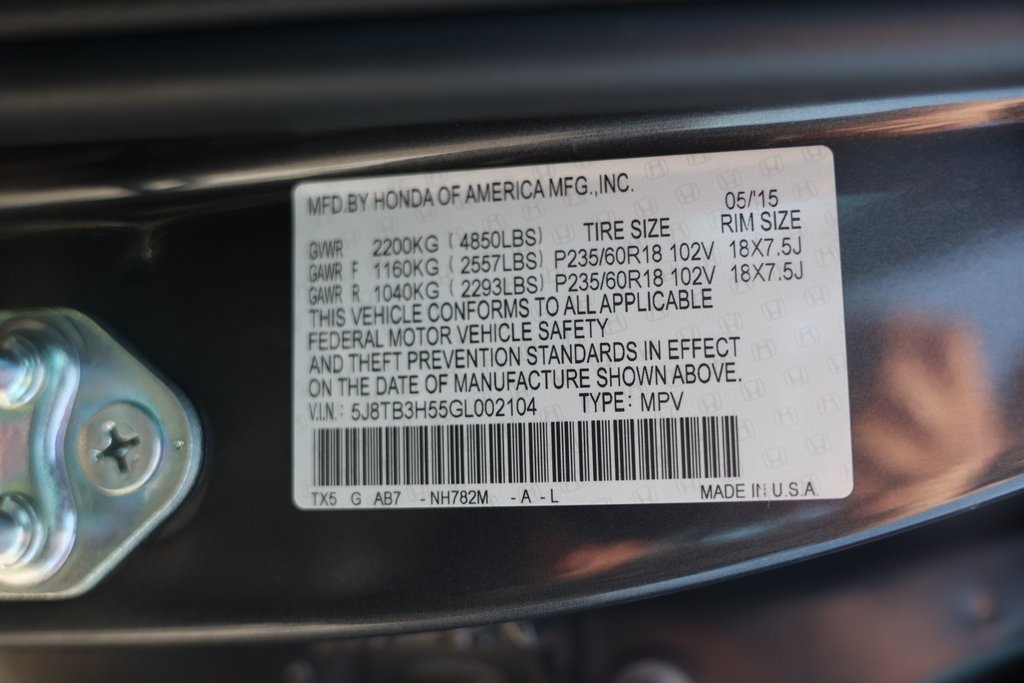 MFD.BY HONDA OF AMERICA MFG.,INC.
05/'15
TIRE SIZE RIM SIZE
GVWR 2200KG ( 4850LBS)
GAWR F 1160KG ( 2557LBS) P235/60R18 102V 18X7.5J
GAWR R 1040KG ( 2293LBS) P235/60R18 102V 18X7.5J
THIS VEHICLE CONFORMS TO ALL APPLICABLE
FEDERAL MOTOR VEHICLE SAFETY
AND THEFT PREVENTION STANDARDS IN EFFECT
ON THE DATE OF MANUFACTURE SHOWN ABOVE.
V.I.N: 5J8TB3H55GL002104 TYPE: MPV
TX5 G AB7 -NH782M -A -L MADE IN U.S.A.